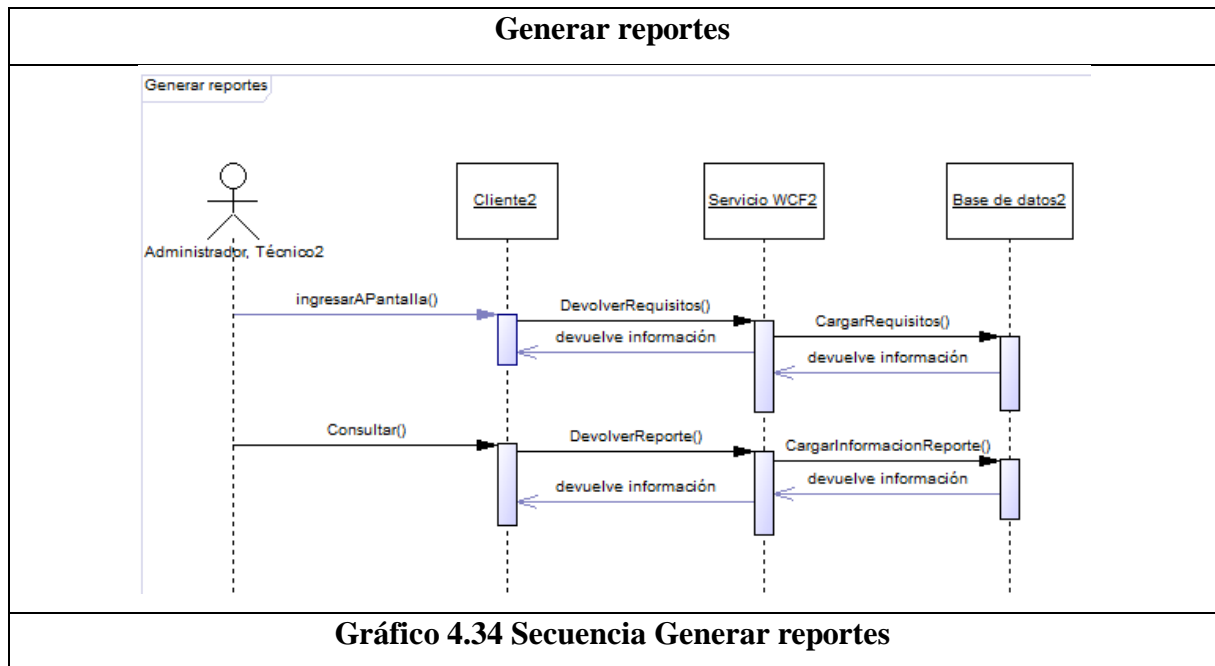 Generar reportes
Generar reportes
Administrador, Técnico2
Cliente2
Servicio WCF2
Base de datos2
ingresarAPantalla()
DevolverRequisitos()
CargarRequisitos()
devuelve información
devuelve información
Consultar()
DevolverReporte()
CargarInformacionReporte()
devuelve información
devuelve información
Gráfico 4.34 Secuencia Generar reportes